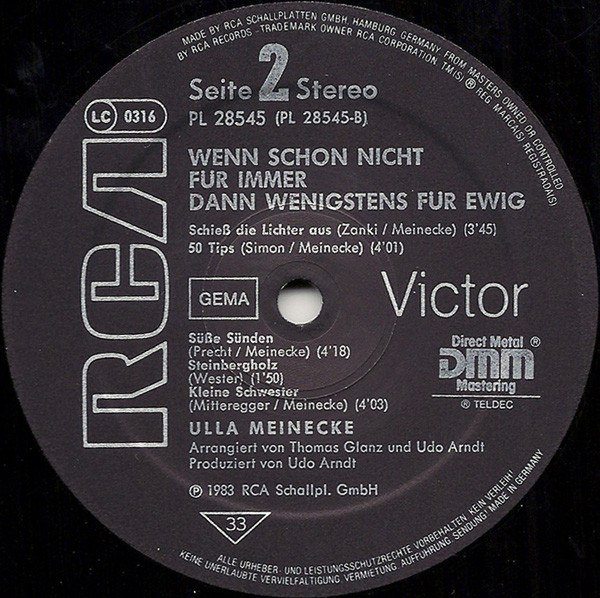 MADE BY RCA SCHALLPLATTEN GMBH, HAMBURG GERMANY, FROM MASTERS OWNED OR CONTROLLED
BY RCA RECORDS - TRADEMARK OWNER RCA CORPORATION TM(S) ® REG. MARCA(S) REGISTRADA(S)
Seite 2 Stereo
PL 28545 (PL 28545-B)
LC 0316
RCA
WENN SCHON NICHT
FÜR IMMER
DANN WENIGSTENS FÜR EWIG
Schieß die Lichter aus (Zanki / Meinecke) (3'45)
50 Tips (Simon / Meinecke) (4'01)
GEMA
Victor
Süße Sünden
(Precht / Meinecke) (4'18)
Steinbergholz
(Wester) (1'50)
Kleine Schwester
(Mitteregger / Meinecke) (4'03)
Direct Metal ®
DMM
Mastering
® TELDEC
ULLA MEINECKE
Arrangiert von Thomas Glanz und Udo Arndt
Produziert von Udo Arndt
℗ 1983 RCA Schallpl. GmbH
33
ALLE URHEBER- UND LEISTUNGSSCHUTZRECHTE VORBEHALTEN. KEIN VERLEIH!
KEINE UNERLAUBTE VERVIELFÄLTIGUNG, VERMIETUNG, AUFFÜHRUNG, SENDUNG! MADE IN GERMANY